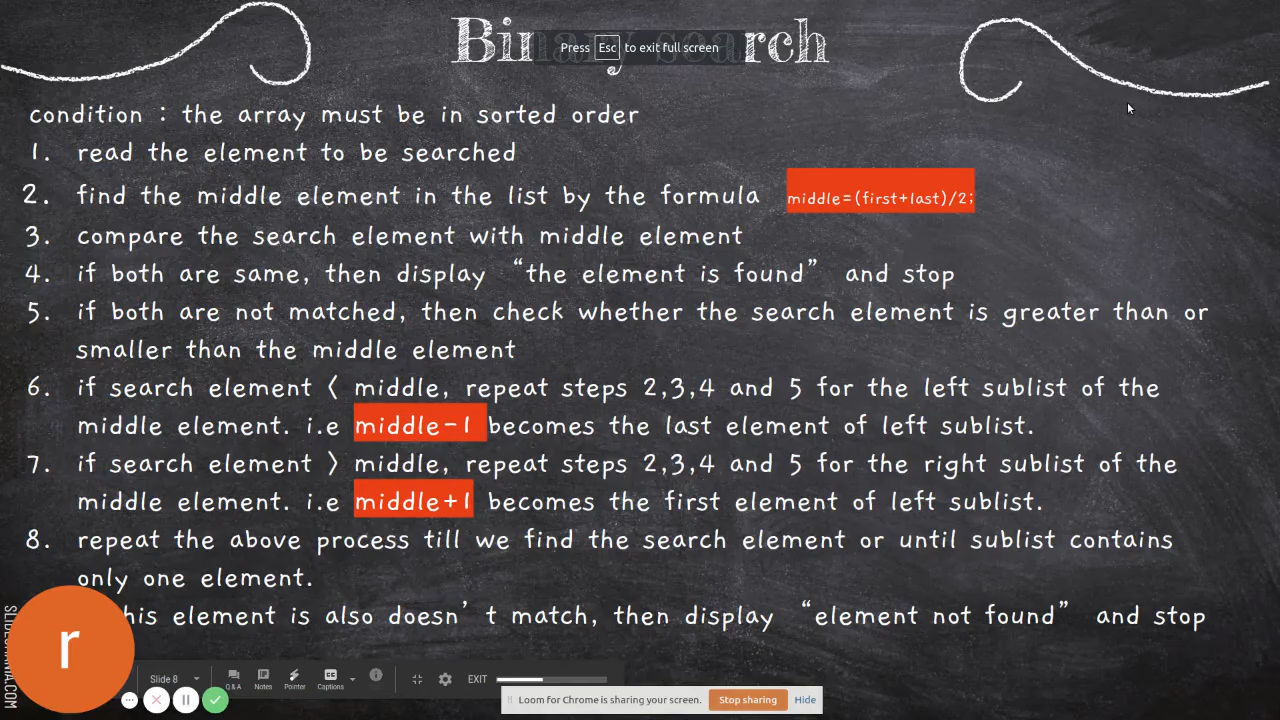 Binary search
Press Esc to exit full screen
condition : the array must be in sorted order
1. read the element to be searched
2. find the middle element in the list by the formula middle=(first+last)/2;
3. compare the search element with middle element
4. if both are same, then display “the element is found” and stop
5. if both are not matched, then check whether the search element is greater than or
smaller than the middle element
6. if search element < middle, repeat steps 2,3,4 and 5 for the left sublist of the
middle element. i.e middle-1 becomes the last element of left sublist.
7. if search element > middle, repeat steps 2,3,4 and 5 for the right sublist of the
middle element. i.e middle+1 becomes the first element of left sublist.
8. repeat the above process till we find the search element or until sublist contains
only one element.
his element is also doesn’t match, then display “element not found” and stop
r
Slide 8
Q & A
Notes
Pointer
CC
Captions
EXIT
Loom for Chrome is sharing your screen.
Stop sharing
Hide